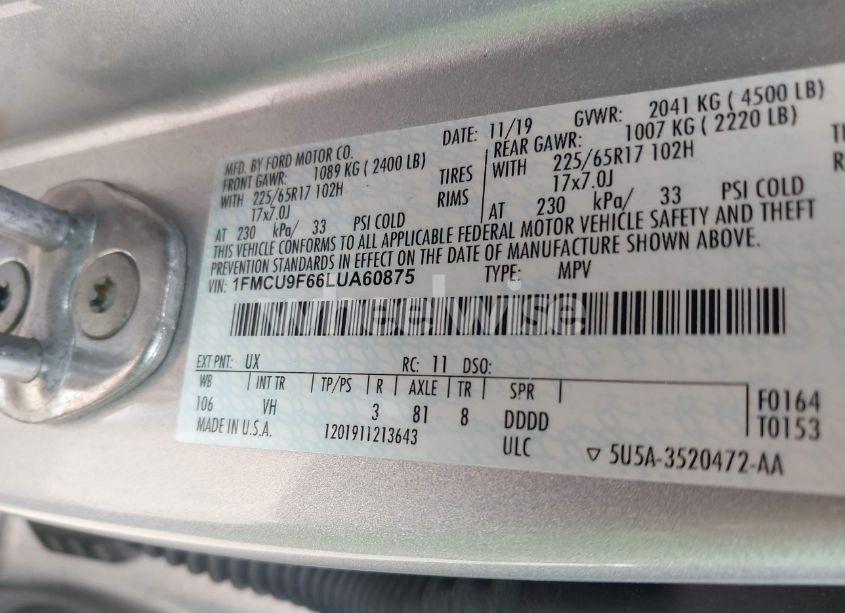 MFD. BY FORD MOTOR CO. DATE: 11/19 GVWR: 2041 KG ( 4500 LB)
FRONT GAWR: 1089 KG ( 2400 LB) REAR GAWR: 1007 KG ( 2220 LB)
WITH 225/65R17 102H TIRES WITH 225/65R17 102H
17x7.0J RIMS 17x7.0J
AT 230 kPa/ 33 PSI COLD AT 230 kPa/ 33 PSI COLD
THIS VEHICLE CONFORMS TO ALL APPLICABLE FEDERAL MOTOR VEHICLE SAFETY AND THEFT
PREVENTION STANDARDS IN EFFECT ON THE DATE OF MANUFACTURE SHOWN ABOVE.
VIN: 1FMCU9F66LUA60875 TYPE: MPV
EXT PNT: UX RC: 11 DSO:
WB INT TR TP/PS R AXLE TR SPR
106 VH 3 81 8 DDDD F0164
MADE IN U.S.A. 1201911213643 ULC T0153
▽ 5U5A-3520472-AA